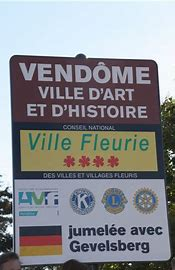 VENDÔME
VILLE D'ART
ET D'HISTOIRE
CONSEIL NATIONAL
Ville Fleurie
DES VILLES ET VILLAGES FLEURIS
jumelée avec
Gevelsberg